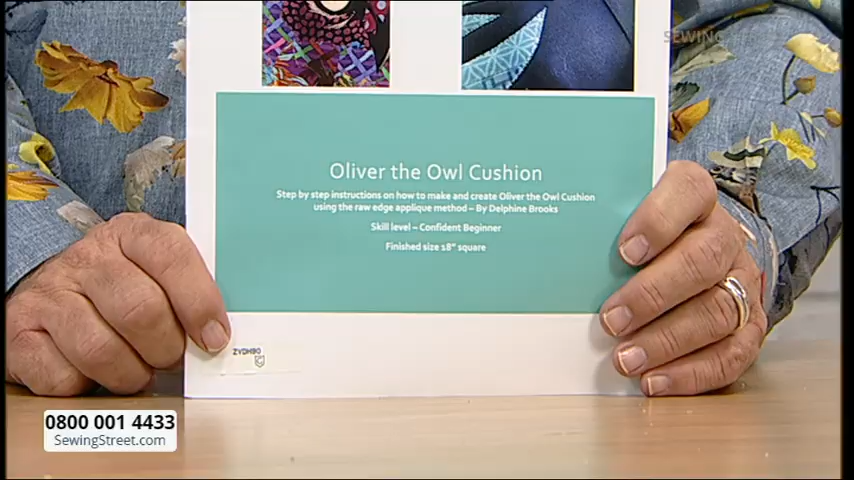 SEWING
Oliver the Owl Cushion
Step by step instructions on how to make and create Oliver the Owl Cushion
using the raw edge applique method – By Delphine Brooks
Skill level – Confident Beginner
Finished size 18" square
ZYDH90
0800 001 4433
SewingStreet.com